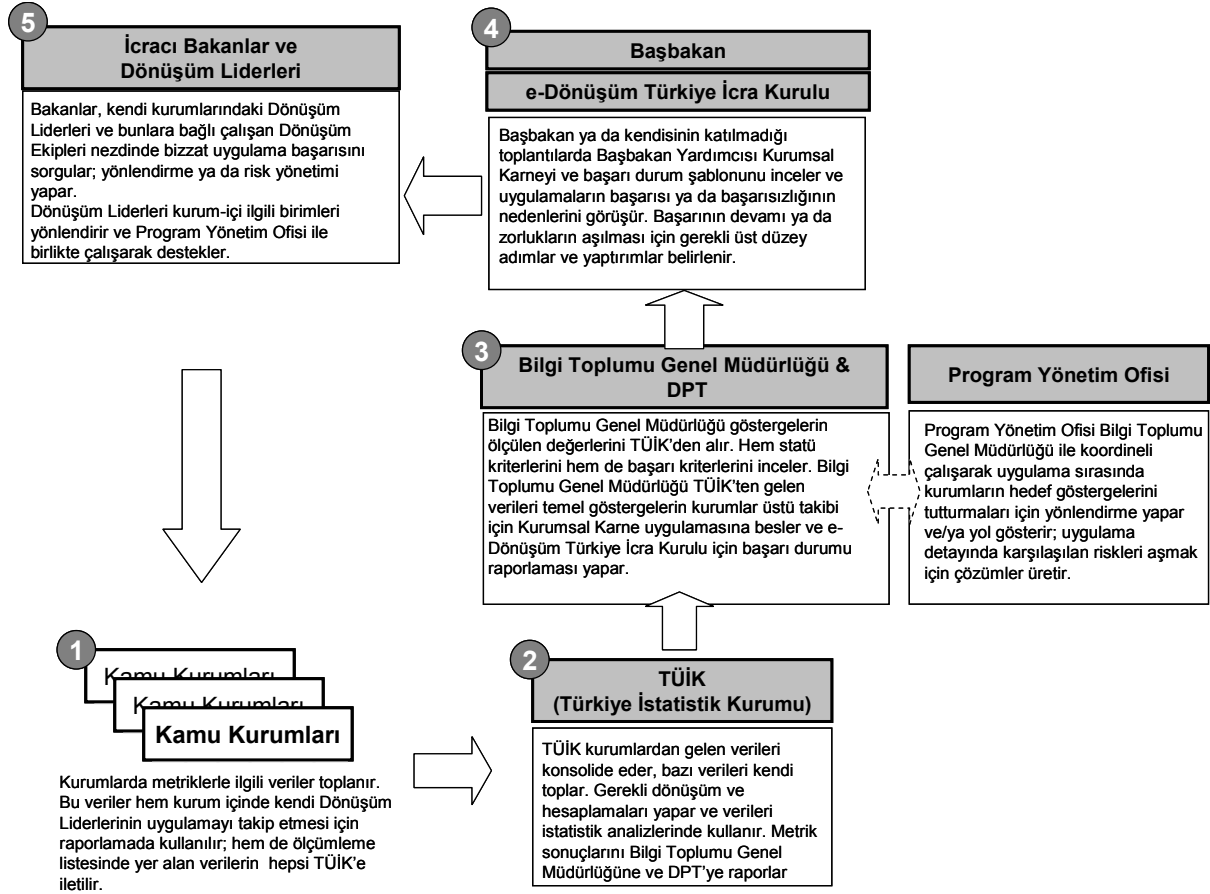 5
İcracı Bakanlar ve
Dönüşüm Liderleri
Bakanlar, kendi kurumlarındaki Dönüşüm
Liderleri ve bunlara bağlı çalışan Dönüşüm
Ekipleri nezdinde bizzat uygulama başarısını
sorgular; yönlendirme ya da risk yönetimi
yapar.
Dönüşüm Liderleri kurum-içi ilgili birimleri
yönlendirir ve Program Yönetim Ofisi ile
birlikte çalışarak destekler.
4
Başbakan
e-Dönüşüm Türkiye İcra Kurulu
Başbakan ya da kendisinin katılmadığı
toplantılarda Başbakan Yardımcısı Kurumsal
Karneyi ve başarı durum şablonunu inceler ve
uygulamaların başarısı ya da başarısızlığının
nedenlerini görüşür. Başarının devamı ya da
zorlukların aşılması için gerekli üst düzey
adımlar ve yaptırımlar belirlenir.
3
Bilgi Toplumu Genel Müdürlüğü &
DPT
Bilgi Toplumu Genel Müdürlüğü göstergelerin
ölçülen değerlerini TÜİK'den alır. Hem statü
kriterlerini hem de başarı kriterlerini inceler. Bilgi
Toplumu Genel Müdürlüğü TÜİK'ten gelen
verileri temel göstergelerin kurumlar üstü takibi
için Kurumsal Karne uygulamasına besler ve e-
Dönüşüm Türkiye İcra Kurulu için başarı durumu
raporlaması yapar.
Program Yönetim Ofisi
Program Yönetim Ofisi Bilgi Toplumu
Genel Müdürlüğü ile koordineli
çalışarak uygulama sırasında
kurumların hedef göstergelerini
tutturmaları için yönlendirme yapar
ve/ya yol gösterir; uygulama
detayında karşılaşılan riskleri aşmak
için çözümler üretir.
1
Kamu Kurumları
Kamu Kurumları
Kamu Kurumları
Kurumlarda metriklerle ilgili veriler toplanır.
Bu veriler hem kurum içinde kendi Dönüşüm
Liderlerinin uygulamayı takip etmesi için
raporlamada kullanılır; hem de ölçümleme
listesinde yer alan verilerin hepsi TÜİK'e
iletilir.
2
TÜİK
(Türkiye İstatistik Kurumu)
TÜİK kurumlardan gelen verileri
konsolide eder, bazı verileri kendi
toplar. Gerekli dönüşüm ve
hesaplamaları yapar ve verileri
istatistik analizlerinde kullanır. Metrik
sonuçlarını Bilgi Toplumu Genel
Müdürlüğüne ve DPT'ye raporlar